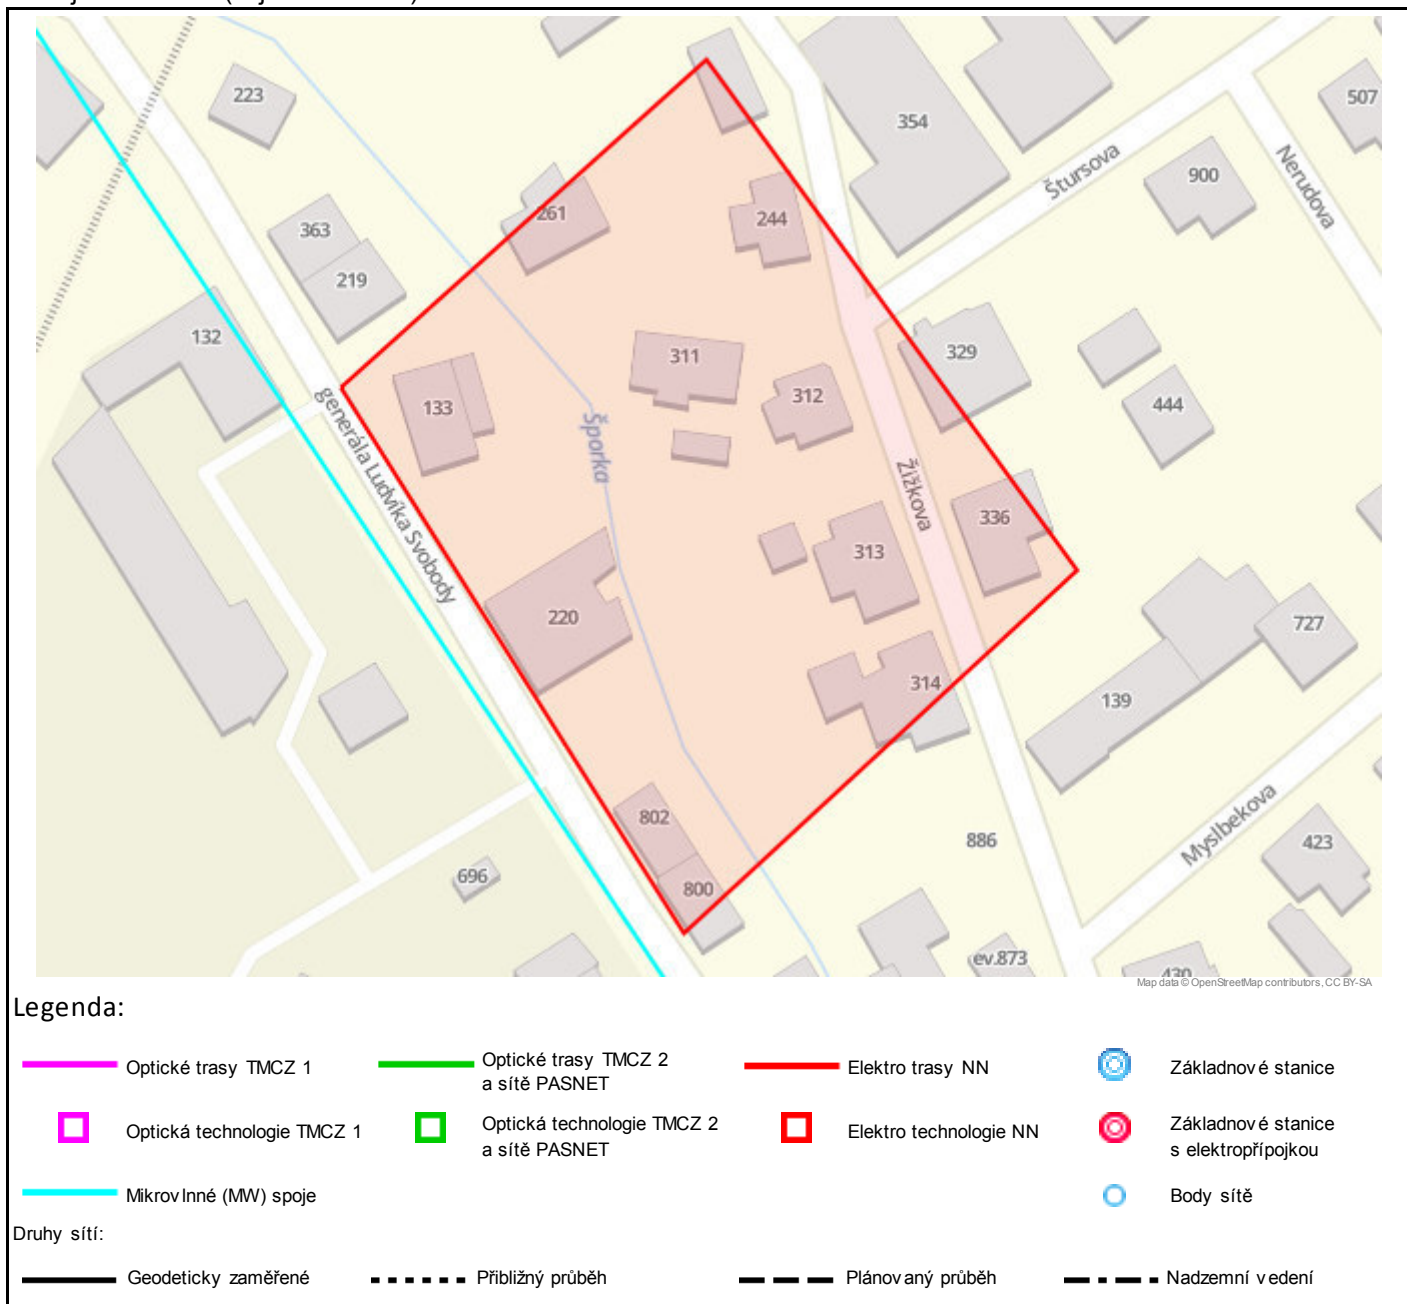 223
354
507
Štursova
900
Nerudova
261
244
363
219
132
311
329
133
312
444
generála Ludvíka Svobody
Šporka
Žižkova
336
313
220
727
314
139
802
Myslbekova
886
423
696
800
ev.873
430
Map data © OpenStreetMap contributors, CC BY-SA
Legenda:
Optické trasy TMCZ 1
Optické trasy TMCZ 2
a sítě PASNET
Elektro trasy NN
Základnové stanice
Optická technologie TMCZ 1
Optická technologie TMCZ 2
a sítě PASNET
Elektro technologie NN
Základnové stanice
s elektropřípojkou
Mikrovlnné (MW) spoje
Body sítě
Druhy sítí:
Geodeticky zaměřené
Přibližný průběh
Plánovaný průběh
Nadzemní vedení